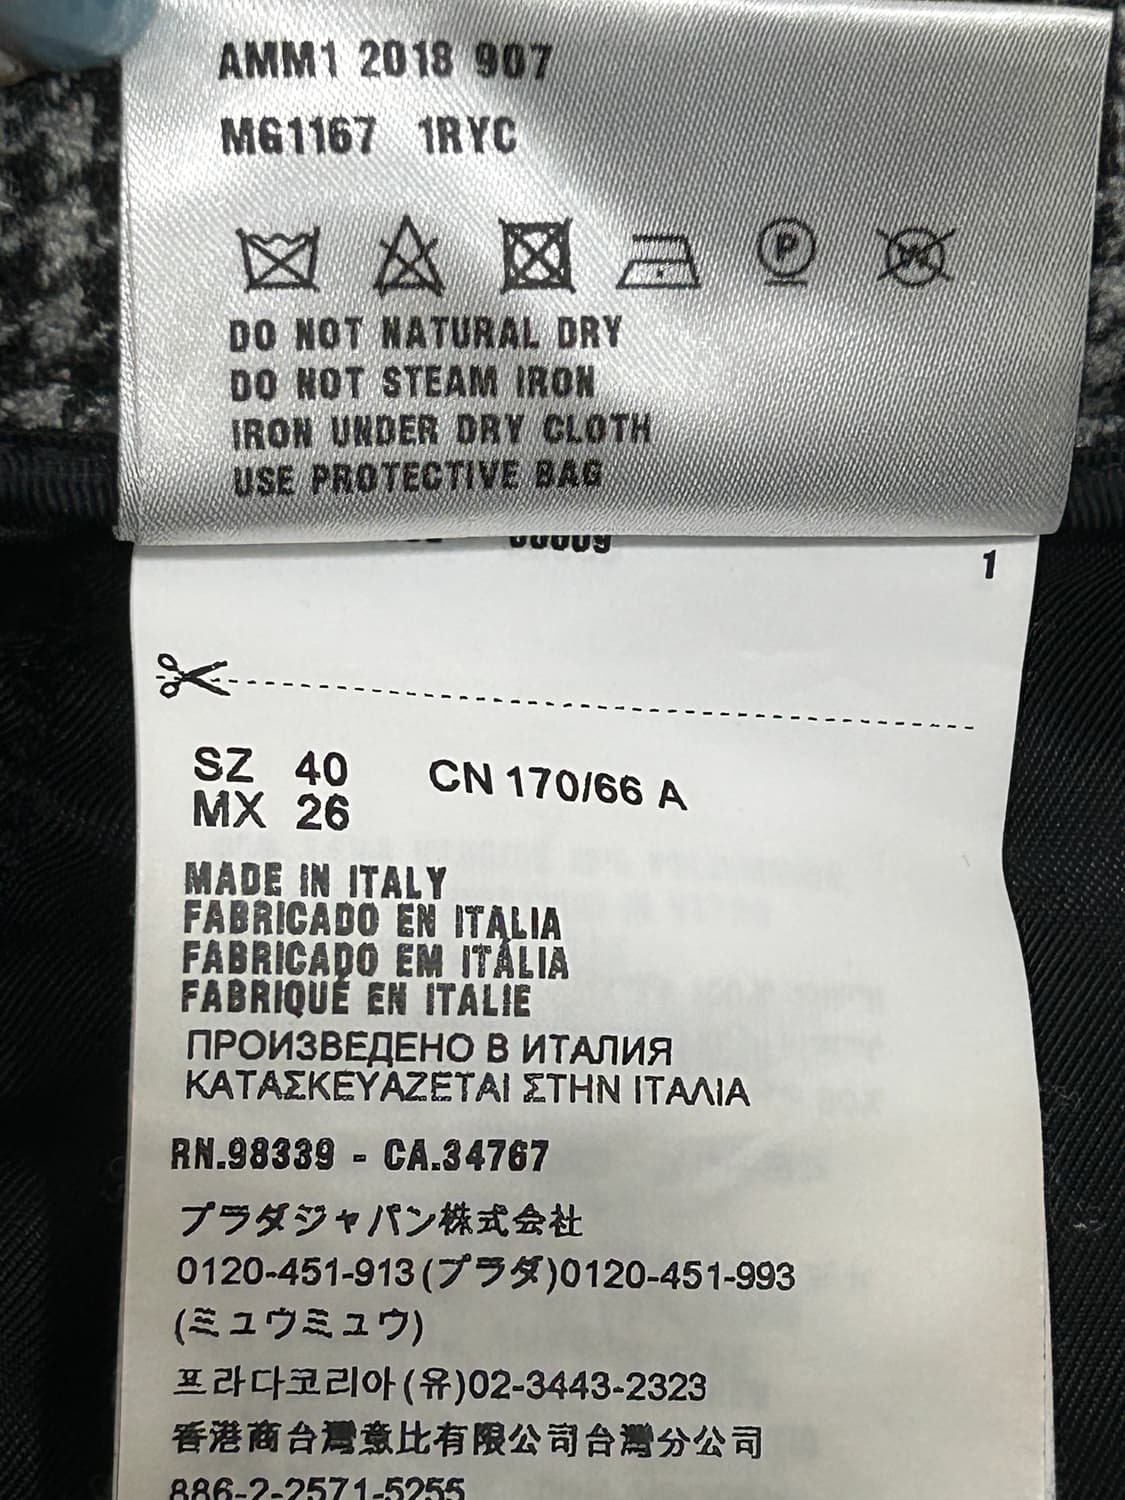 AMM1 2018 907
MG1167 1RYC
P
W
DO NOT NATURAL DRY
DO NOT STEAM IRON
IRON UNDER DRY CLOTH
USE PROTECTIVE BAG
1
SZ 40 CN 170/66 A
MX 26
MADE IN ITALY
FABRICADO EN ITALIA
FABRICADO EM ITÁLIA
FABRIQUÉ EN ITALIE
ПРОИЗВЕДЕНО В ИТАЛИЯ
ΚΑΤΑΣΚΕΥΑΖΕΤΑΙ ΣΤΗΝ ΙΤΑΛΙΑ
RN.98339 - CA.34767
プラダジャパン株式会社
0120-451-913(プラダ)0120-451-993
(ミュウミュウ)
프라다코리아(유)02-3443-2323
香港商台灣意比有限公司台灣分公司
886-2-2571-5255